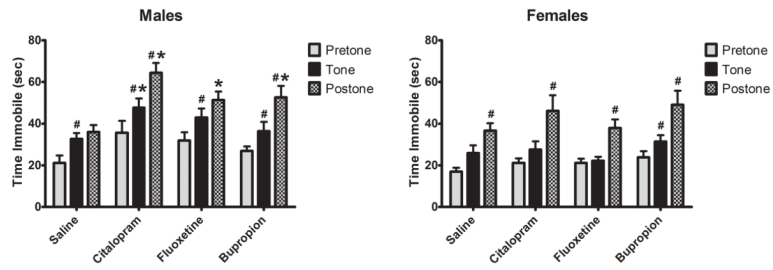 Males
Time Immobile (sec)
80
60
40
20
0
#
# *
# *
#
*
#
# *
Pretone
Tone
Postone
Saline
Citalopram
Fluoxetine
Bupropion
Females
Time Immobile (sec)
80
60
40
20
0
#
#
#
#
#
Pretone
Tone
Postone
Saline
Citalopram
Fluoxetine
Bupropion